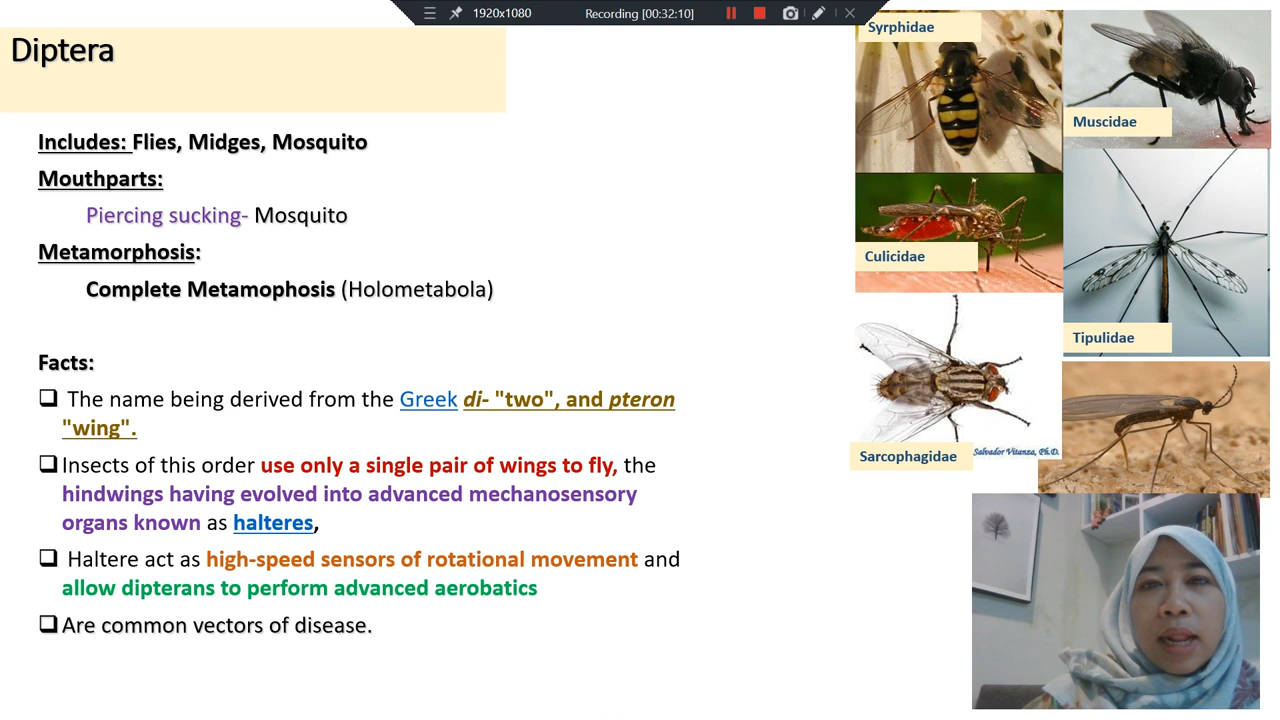 1920x1080
Recording [00:32:10]
Diptera
Includes: Flies, Midges, Mosquito
Mouthparts:
Piercing sucking- Mosquito
Metamorphosis:
Complete Metamophosis (Holometabola)
Facts:
The name being derived from the Greek di- "two", and pteron
"wing".
Insects of this order use only a single pair of wings to fly, the
hindwings having evolved into advanced mechanosensory
organs known as halteres,
Haltere act as high-speed sensors of rotational movement and
allow dipterans to perform advanced aerobatics
Are common vectors of disease.
Syrphidae
Muscidae
Culicidae
Tipulidae
Sarcophagidae
Salvador Vitanza, Ph.D.